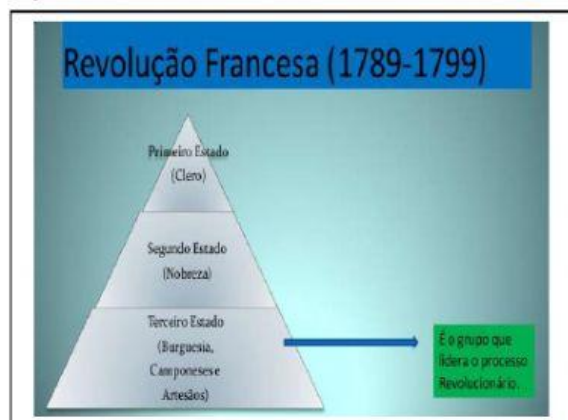 Revolução Francesa (1789-1799)
Primeiro Estado
(Clero)
Segundo Estado
(Nobreza)
Terceiro Estado
(Burguesia,
Camponeses e
Artesãos)
É o grupo que
lidera o processo
Revolucionário.